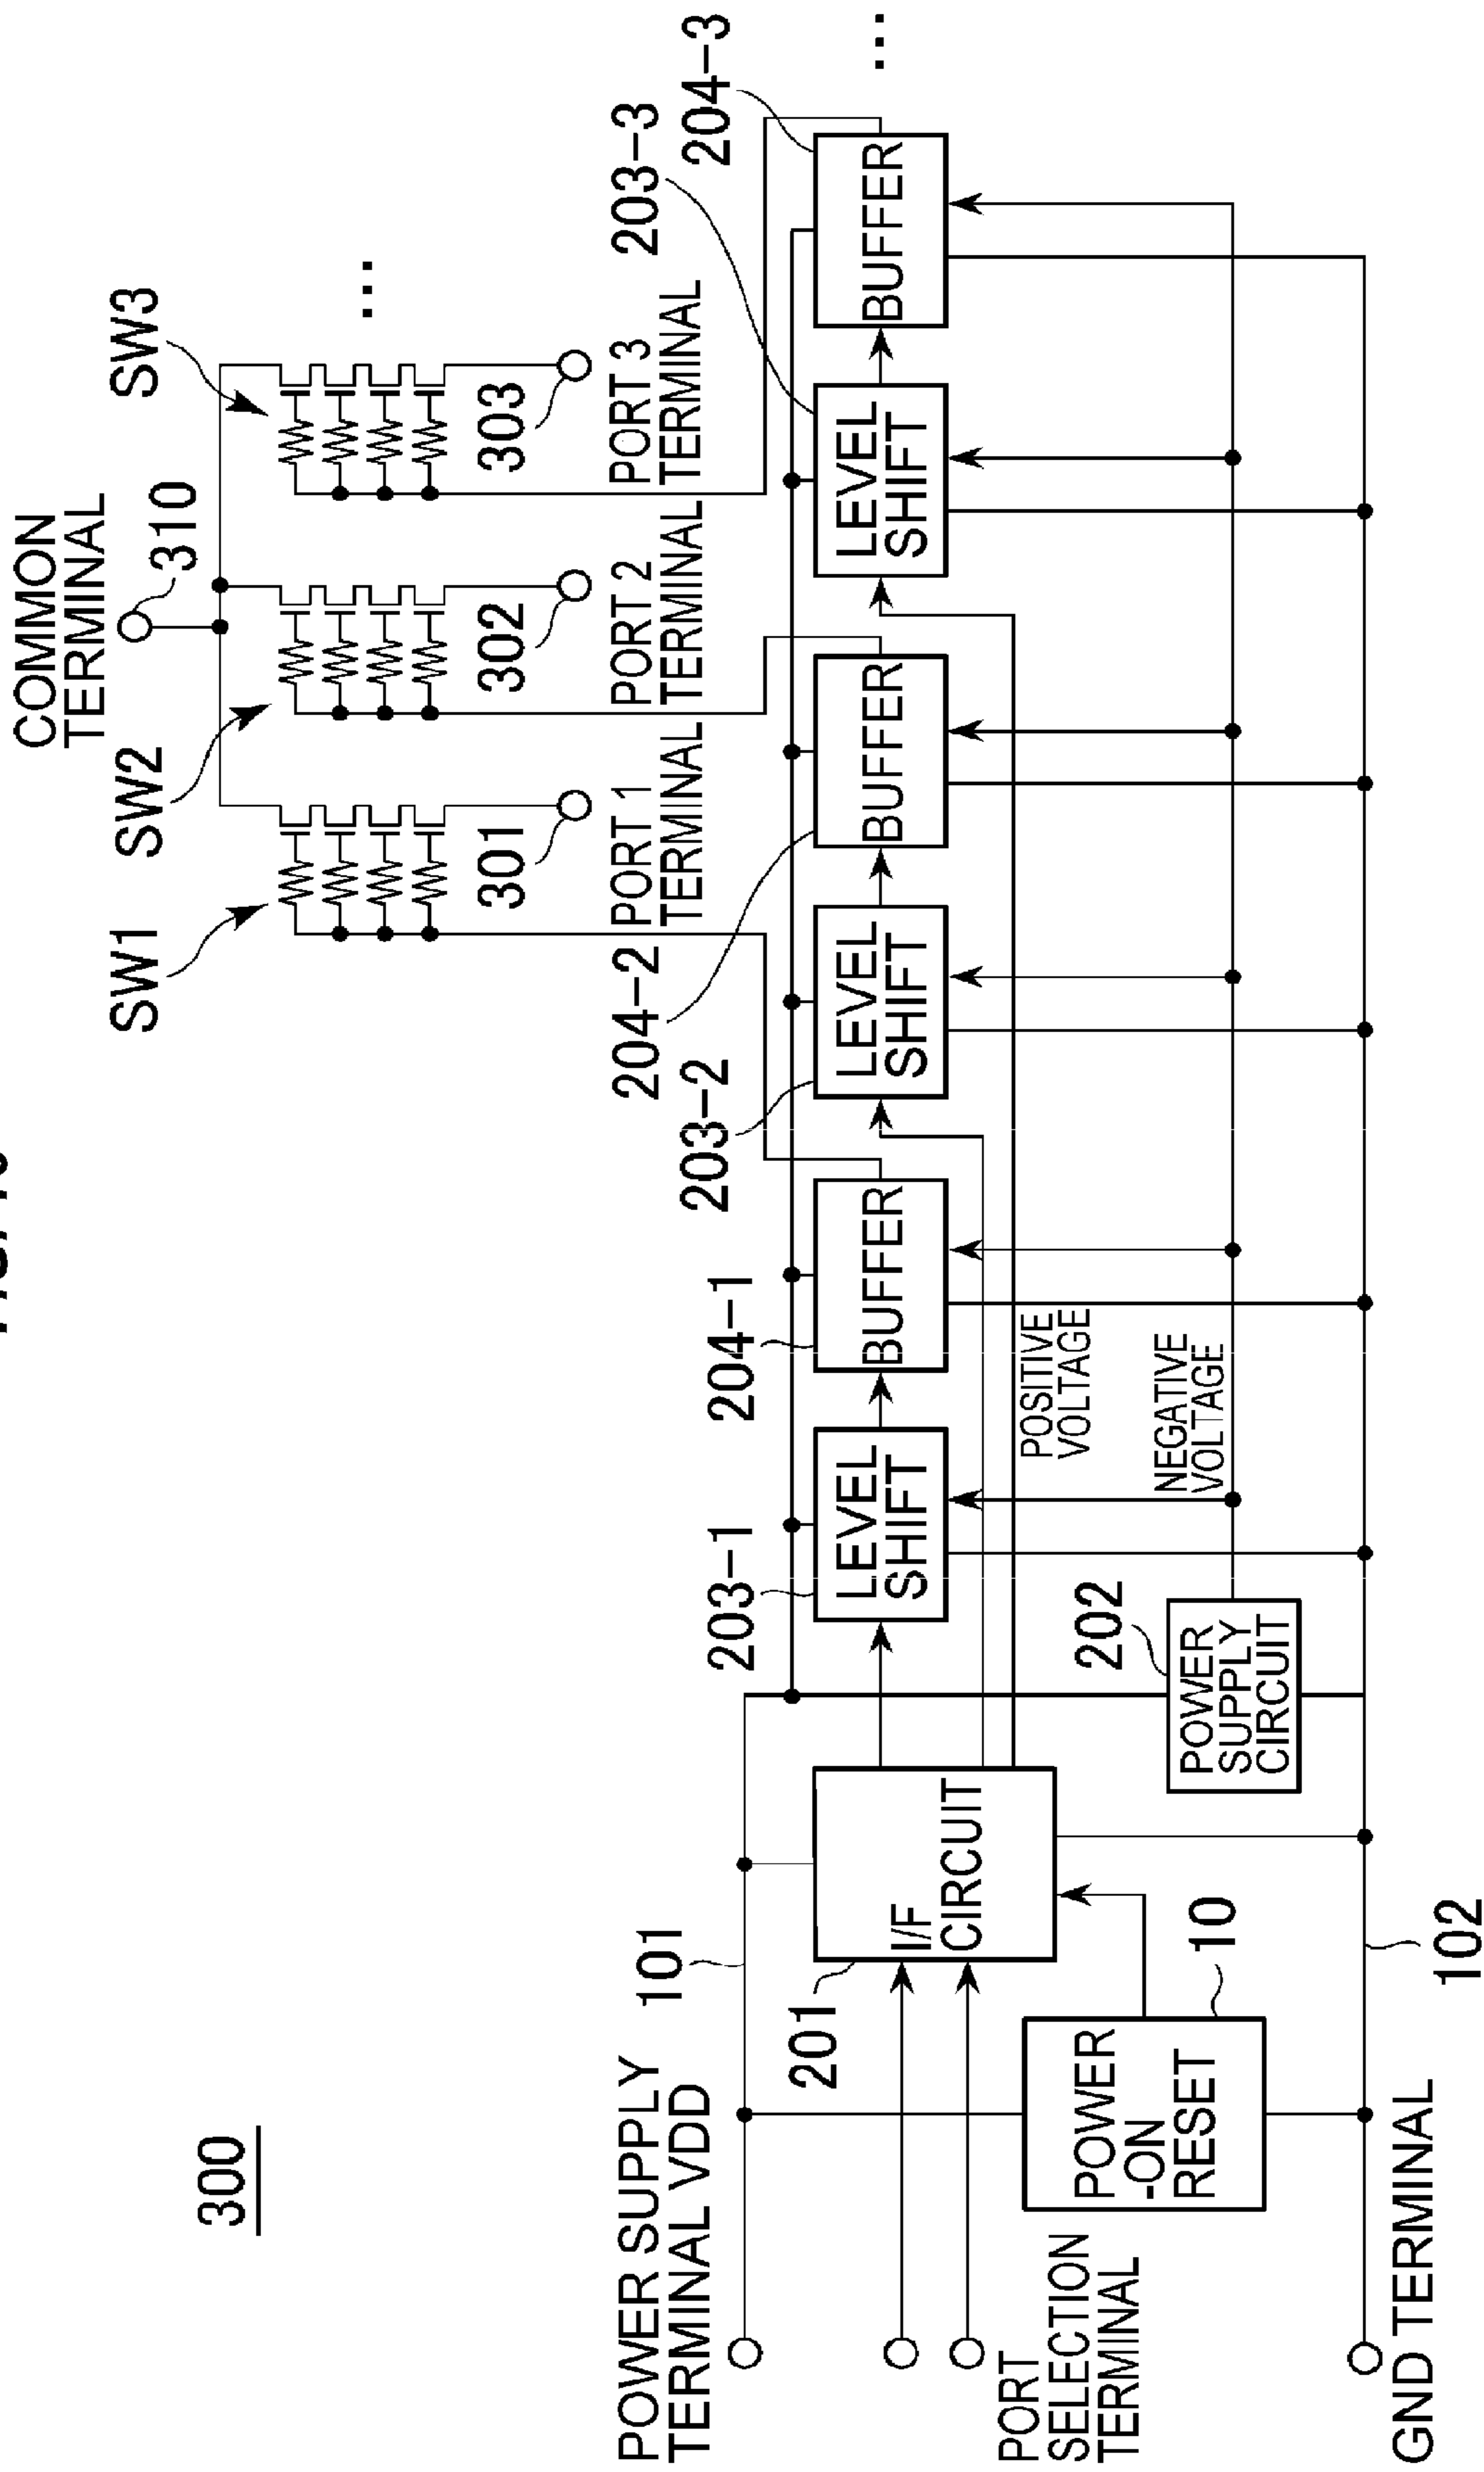 300
COMMON
TERMINAL
310
SW1
SW2
SW3
...
301
302
303
PORT 1
TERMINAL
PORT 2
TERMINAL
PORT 3
TERMINAL
POWER SUPPLY
TERMINAL VDD
101
201
I/F
CIRCUIT
203-1
LEVEL
SHIFT
204-1
BUFFER
203-2
LEVEL
SHIFT
204-2
BUFFER
203-3
LEVEL
SHIFT
204-3
BUFFER
...
PORT
SELECTION
TERMINAL
POWER
-ON
RESET
10
POSITIVE
VOLTAGE
NEGATIVE
VOLTAGE
202
POWER
SUPPLY
CIRCUIT
GND TERMINAL
102